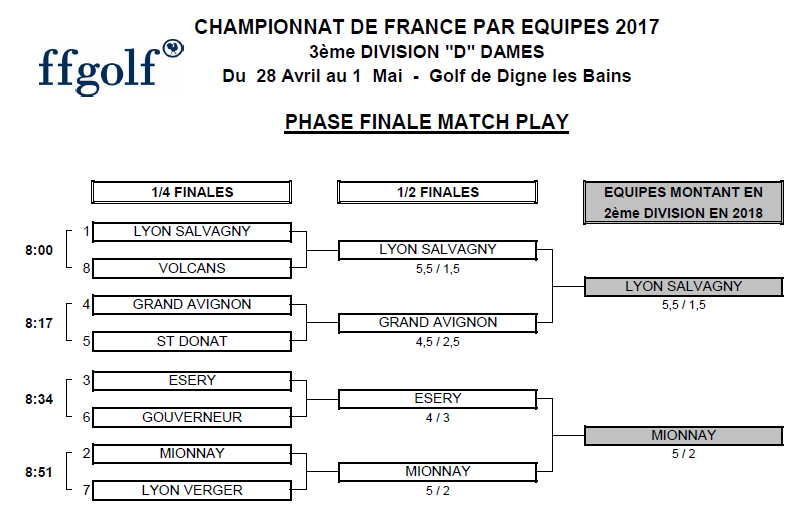 CHAMPIONNAT DE FRANCE PAR EQUIPES 2017
3ème DIVISION "D" DAMES
Du 28 Avril au 1 Mai - Golf de Digne les Bains
ffgolf
PHASE FINALE MATCH PLAY
1/4 FINALES
1/2 FINALES
EQUIPES MONTANT EN
2ème DIVISION EN 2018
8:00
1 LYON SALVAGNY
8 VOLCANS
LYON SALVAGNY
5,5 / 1,5
8:17
4 GRAND AVIGNON
5 ST DONAT
GRAND AVIGNON
4,5 / 2,5
LYON SALVAGNY
5,5 / 1,5
8:34
3 ESERY
6 GOUVERNEUR
ESERY
4 / 3
8:51
2 MIONNAY
7 LYON VERGER
MIONNAY
5 / 2
MIONNAY
5 / 2